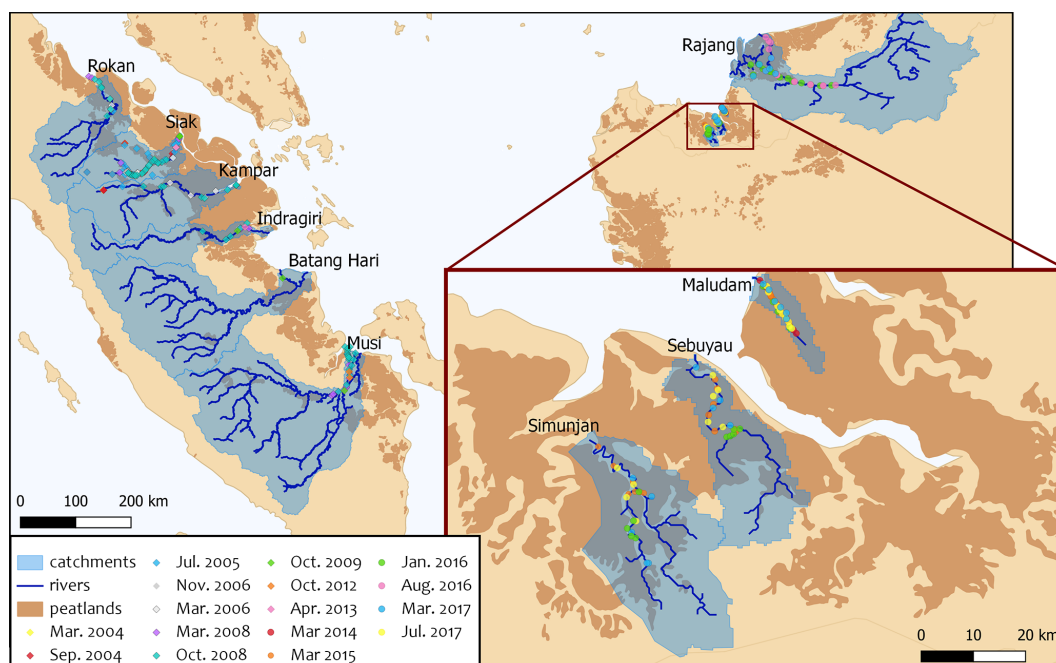 Rokan
Siak
Kampar
Indragiri
Batang Hari
Musi
Rajang
0 100 200 km
Maludam
Sebuyau
Simunjan
0 10 20 km
catchments
rivers
peatlands
Mar. 2004
Sep. 2004
Jul. 2005
Nov. 2006
Mar. 2006
Mar. 2008
Oct. 2008
Oct. 2009
Oct. 2012
Apr. 2013
Mar 2014
Mar 2015
Jan. 2016
Aug. 2016
Mar. 2017
Jul. 2017